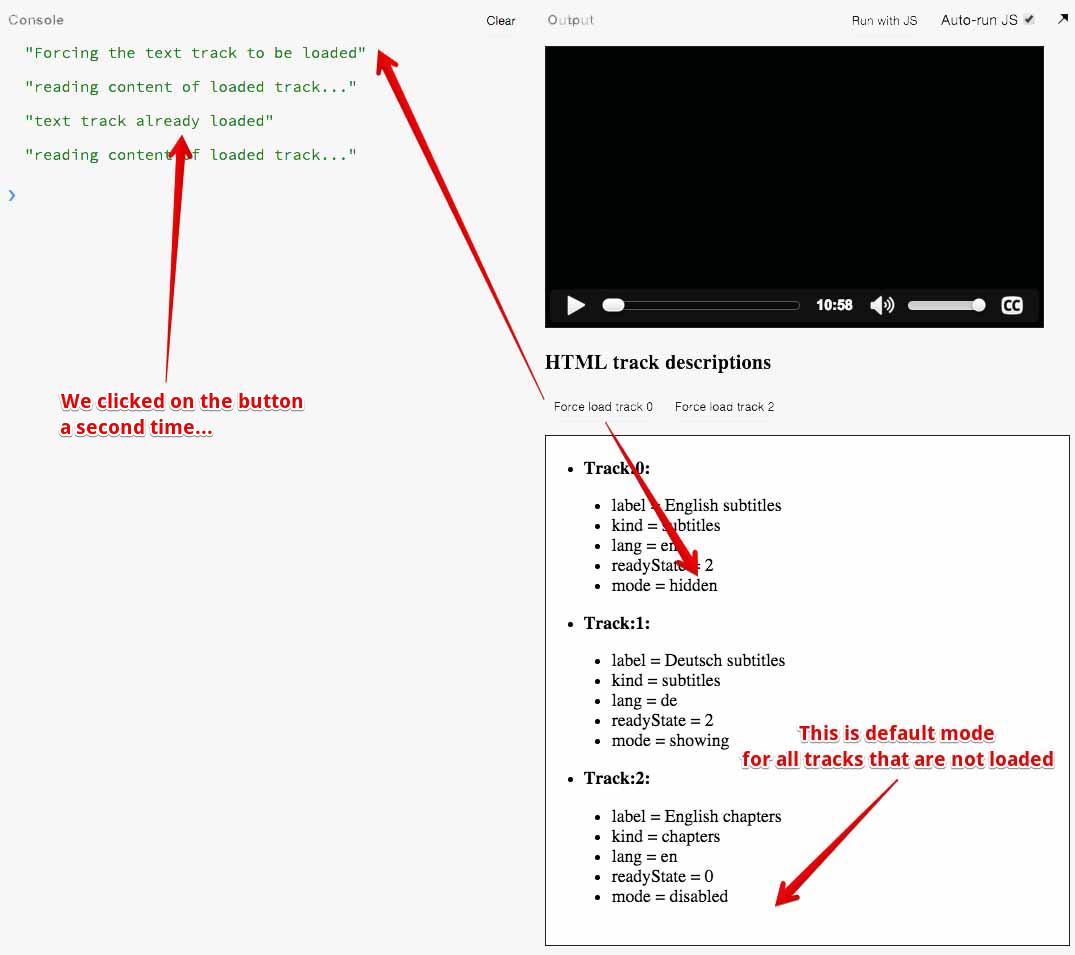 Console
Clear
"Forcing the text track to be loaded"
"reading content of loaded track..."
"text track already loaded"
"reading content of loaded track..."
We clicked on the button
a second time...
Output
Run with JS
Auto-run JS
10:58
CC
HTML track descriptions
Force load track 0
Force load track 2
Track:0:
label = English subtitles
kind = subtitles
lang = en
readyState = 2
mode = hidden
Track:1:
label = Deutsch subtitles
kind = subtitles
lang = de
readyState = 2
mode = showing
This is default mode
for all tracks that are not loaded
Track:2:
label = English chapters
kind = chapters
lang = en
readyState = 0
mode = disabled